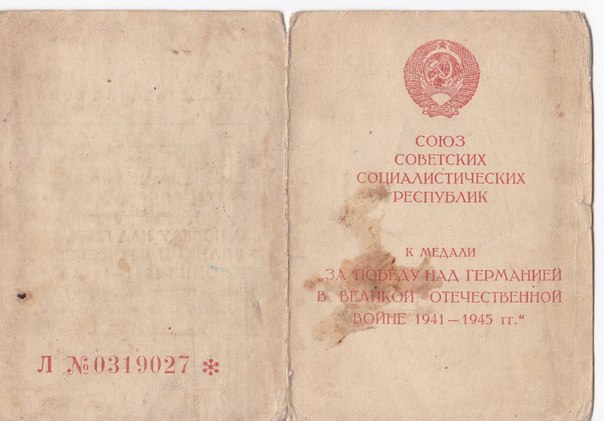 Л №0319027 *
СОЮЗ
СОВЕТСКИХ
СОЦИАЛИСТИЧЕСКИХ
РЕСПУБЛИК
К МЕДАЛИ
„ЗА ПОБЕДУ НАД ГЕРМАНИЕЙ
В ВЕЛИКОЙ ОТЕЧЕСТВЕННОЙ
ВОЙНЕ 1941—1945 гг.“